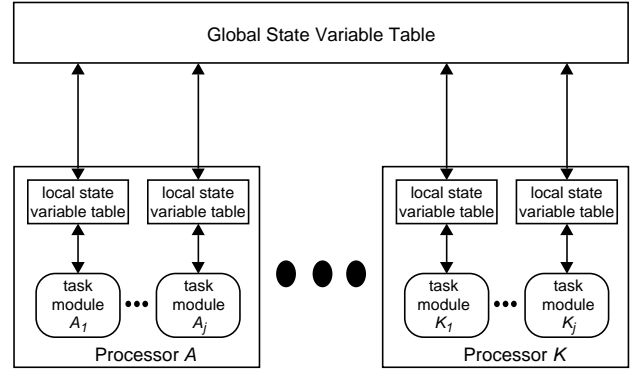 Global State Variable Table
local state
variable table
local state
variable table
local state
variable table
local state
variable table
task
module
A1
task
module
Aj
task
module
K1
task
module
Kj
Processor A
Processor K